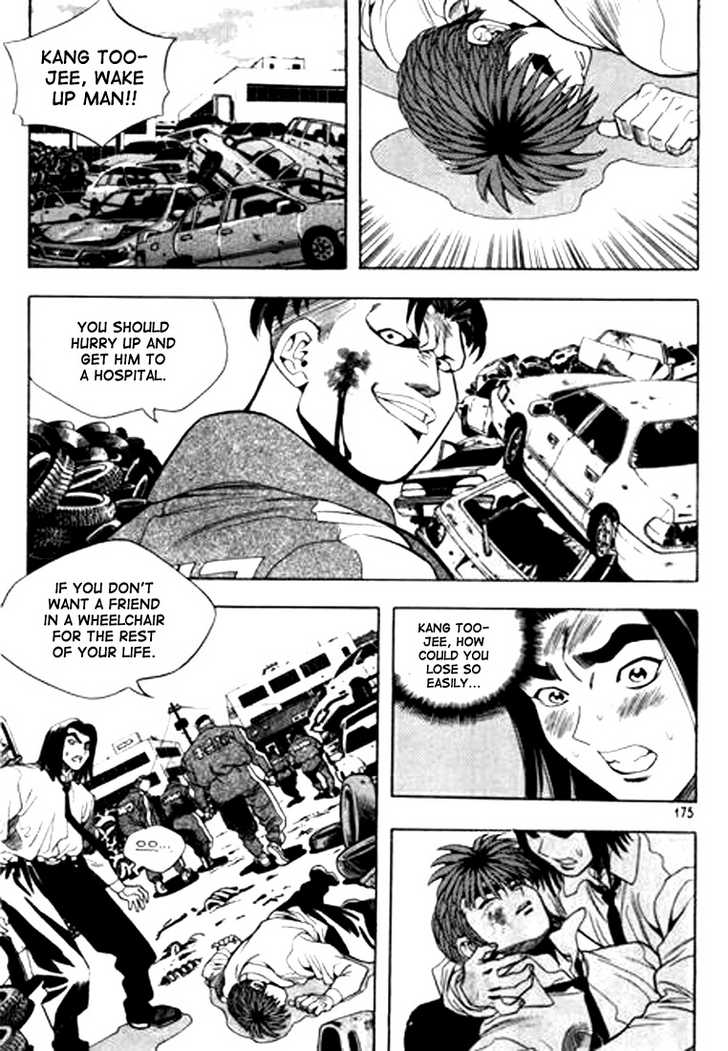 KANG TOO-
JEE, WAKE
UP MAN!!
YOU SHOULD
HURRY UP AND
GET HIM TO
A HOSPITAL.
IF YOU DON'T
WANT A FRIEND
IN A WHEELCHAIR
FOR THE REST
OF YOUR LIFE.
KANG TOO-
JEE, HOW
COULD YOU
LOSE SO
EASILY...
175